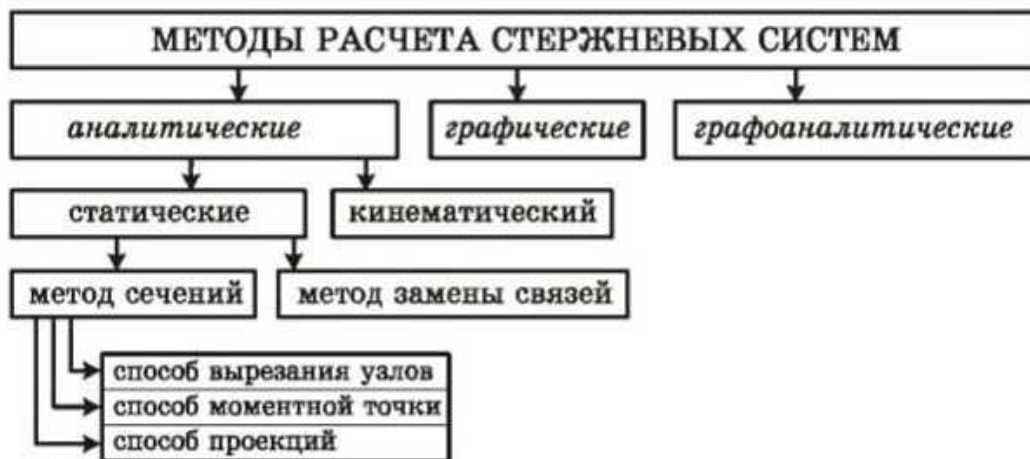 МЕТОДЫ РАСЧЕТА СТЕРЖНЕВЫХ СИСТЕМ
аналитические
графические
графоаналитические
статические
кинематический
метод сечений
метод замены связей
способ вырезания узлов
способ моментной точки
способ проекций